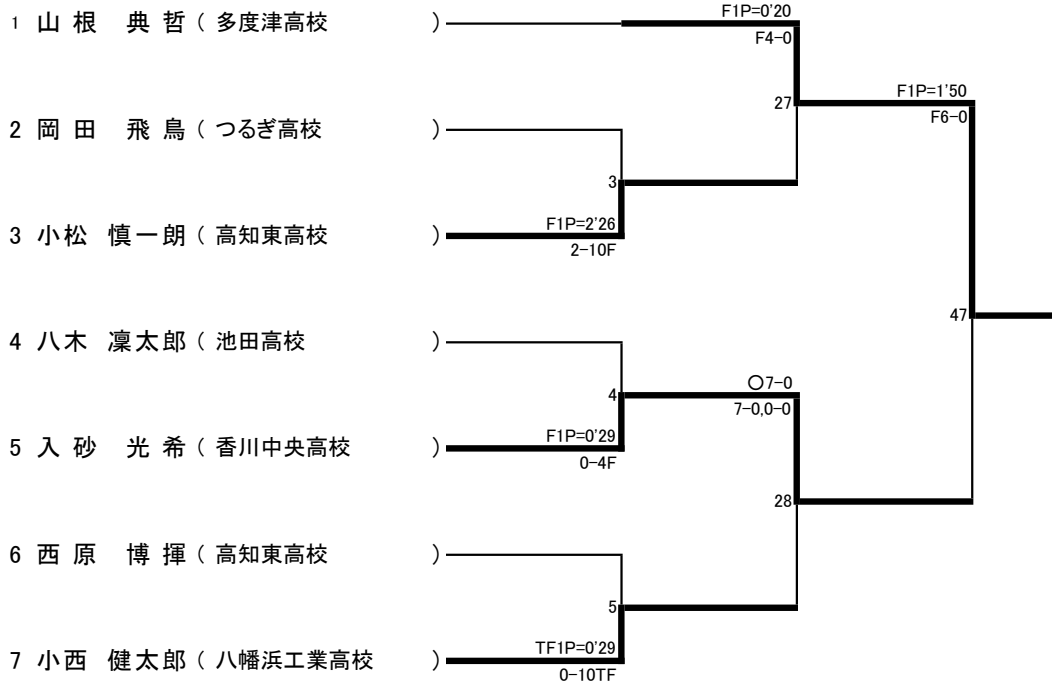 1 山根 典哲 ( 多度津高校 )
F1P=0'20
F4-0
27
F1P=1'50
F6-0
2 岡田 飛鳥 ( つるぎ高校 )
3
3 小松 慎一朗 ( 高知東高校 )
F1P=2'26
2-10F
47
4 八木 凜太郎 ( 池田高校 )
4
○7-0
7-0,0-0
5 入砂 光希 ( 香川中央高校 )
F1P=0'29
0-4F
28
6 西原 博揮 ( 高知東高校 )
5
7 小西 健太郎 ( 八幡浜工業高校 )
TF1P=0'29
0-10TF